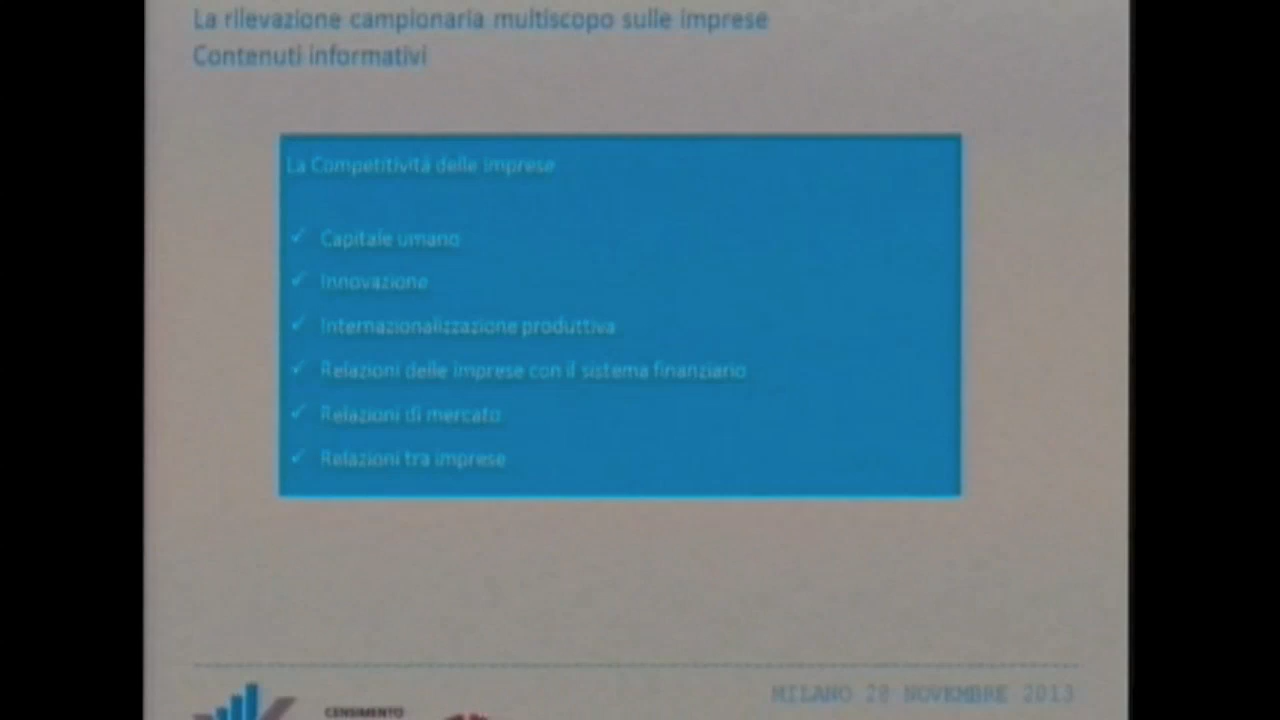 La rilevazione campionaria multiscopo sulle imprese
Contenuti informativi
La Competitività delle imprese
✓ Capitale umano
✓ Innovazione
✓ Internazionalizzazione produttiva
✓ Relazioni delle imprese con il sistema finanziario
✓ Relazioni di mercato
✓ Relazioni tra imprese
MILANO 28 NOVEMBRE 2013
CENSIMENTO